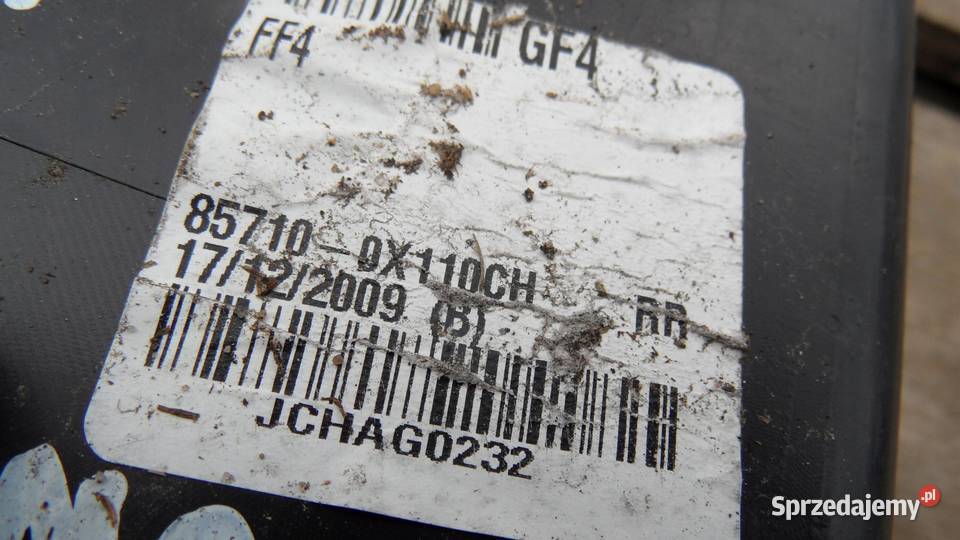 FF4
GF4
85710-0X110CH
RR
17/12/2009 (B)
JCHAG0232
Sprzedajemy.pl